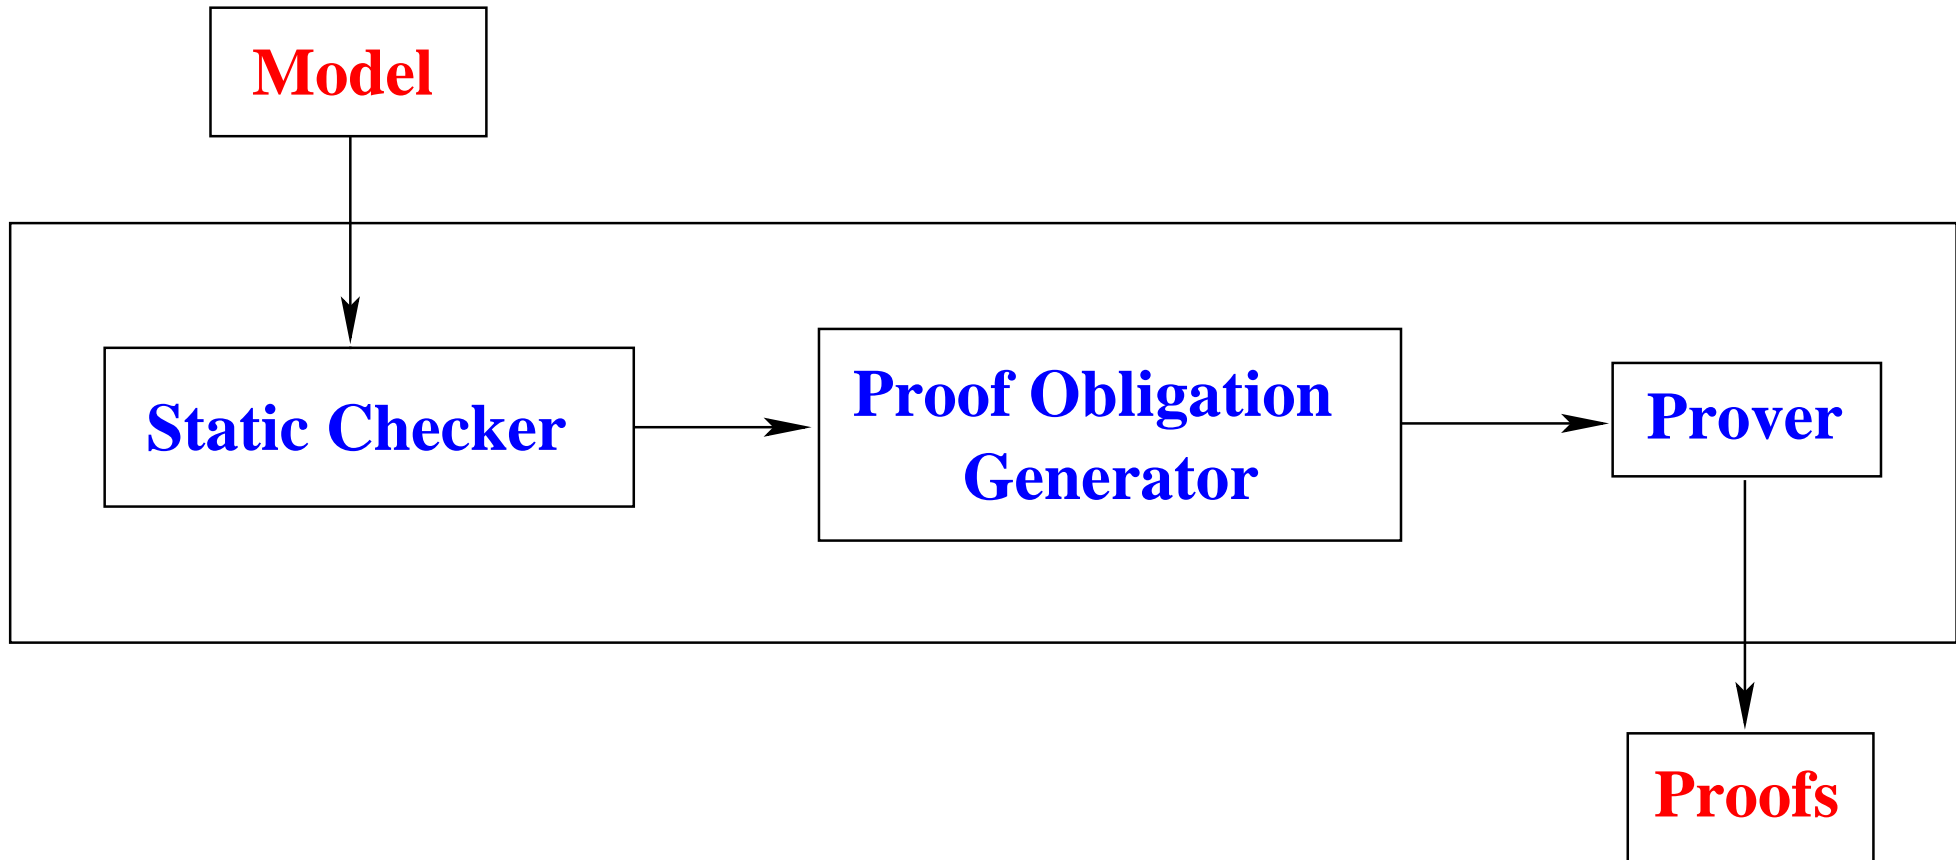 Model
Static Checker
Proof Obligation
Generator
Prover
Proofs